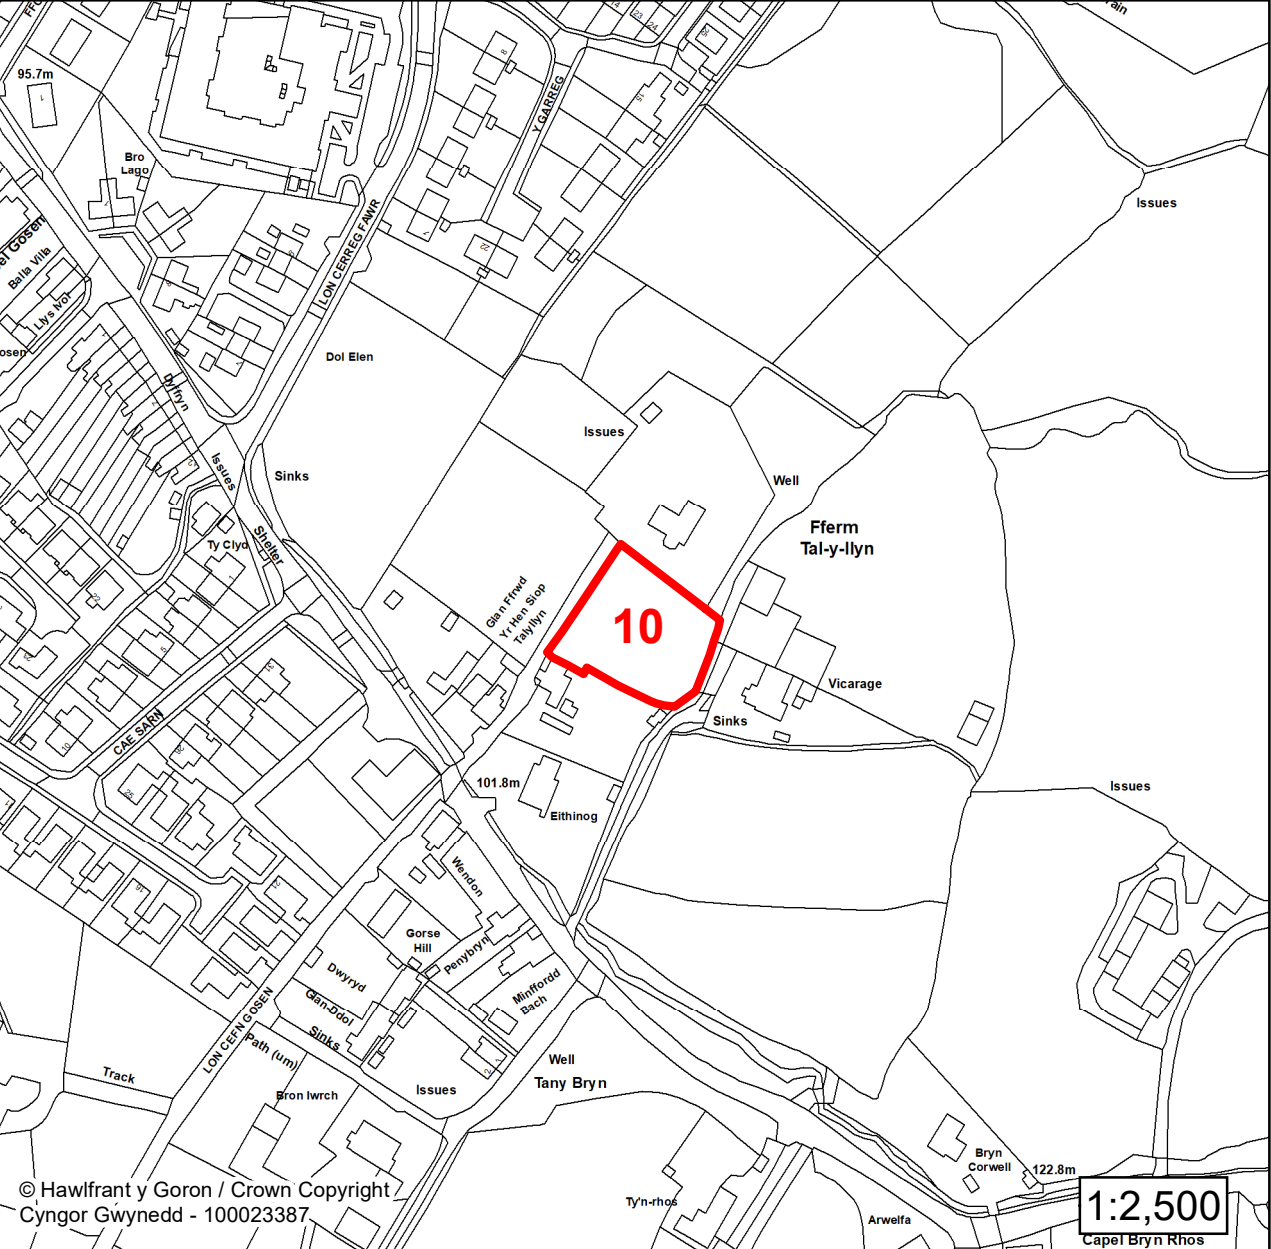 95.7m
Bro
Lago
Y GARREG
LON CERREG FAWR
Balla Villa
Llys Ivor
Dol Elen
Dyffryn
Issues
Sinks
Shelter
Ty Clyd
Issues
Issues
Well
Fferm
Tal-y-llyn
Glan Ffrwd
Yr Hen Siop
Talyllyn
10
Vicarage
Sinks
CAE SARN
101.8m
Eithinog
Issues
Wendon
Gorse
Hill
Penybryn
Dwyryd
Glan-Ddol
Sinks
Minffordd
Bach
LON CEFN GOSEN
Path (um)
Track
Bron Iwrch
Issues
Well
Tany Bryn
Bryn
Corwell
122.8m
Ty'n-rhos
Arwelfa
Capel Bryn Rhos
1:2,500
© Hawlfraint y Goron / Crown Copyright
Cyngor Gwynedd - 100023387